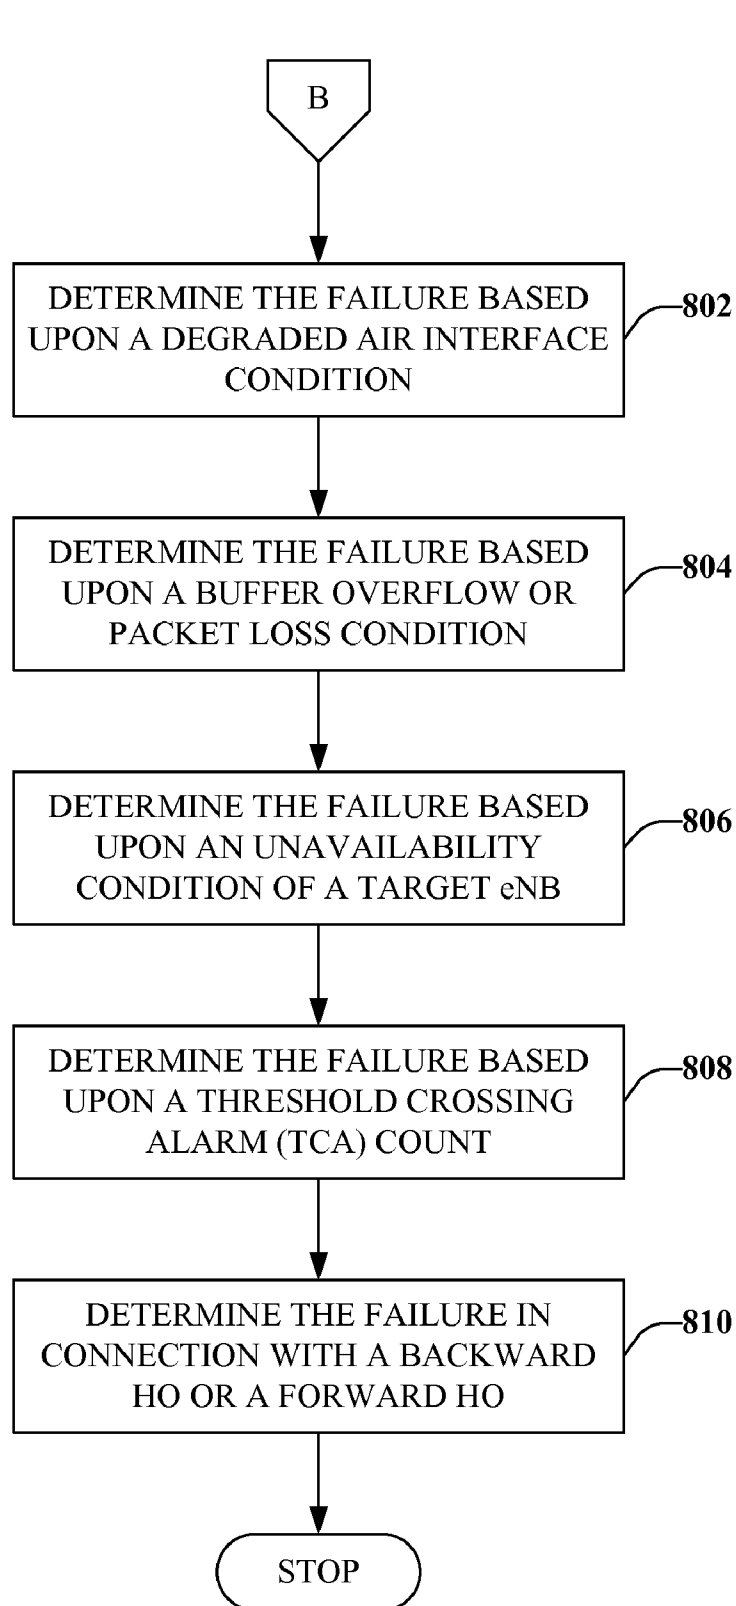 B
DETERMINE THE FAILURE BASED
UPON A DEGRADED AIR INTERFACE
CONDITION
802
DETERMINE THE FAILURE BASED
UPON A BUFFER OVERFLOW OR
PACKET LOSS CONDITION
804
DETERMINE THE FAILURE BASED
UPON AN UNAVAILABILITY
CONDITION OF A TARGET eNB
806
DETERMINE THE FAILURE BASED
UPON A THRESHOLD CROSSING
ALARM (TCA) COUNT
808
DETERMINE THE FAILURE IN
CONNECTION WITH A BACKWARD
HO OR A FORWARD HO
810
STOP